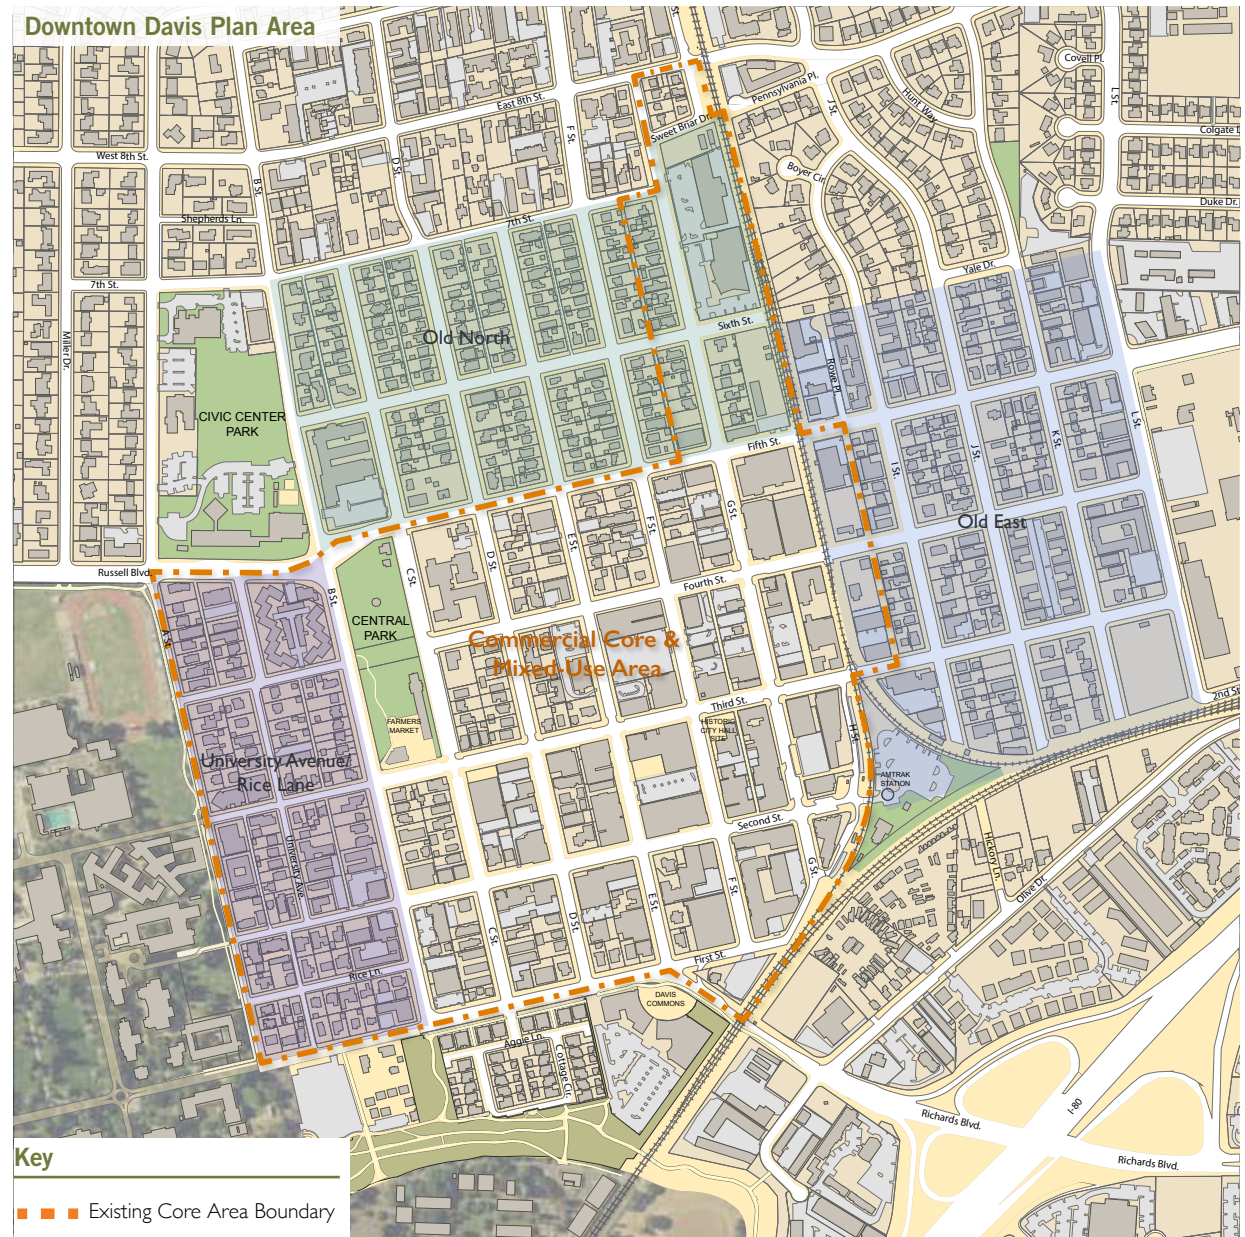 Downtown Davis Plan Area
St.
Covell Pl.
Pennsylvania Pl.
J St.
Hunt Way
L St.
East 8th St.
F St.
Sweet Briar Dr.
Colgate D
West 8th St.
D St.
B St.
Boyer Cir.
Shepherds Ln.
7th St.
Duke Dr.
Yale Dr.
7th St.
Sixth St.
Miller Dr.
Old North
Rowe Pl.
CIVIC CENTER
PARK
K St.
L St.
Fifth St.
J St.
I St.
G St.
F St.
E St.
D St.
Old East
Russell Blvd.
C St.
B St.
Fourth St.
A St.
CENTRAL
PARK
Commercial Core &
Mixed-Use Area
2nd St
Third St.
FARMERS
MARKET
HISTORIC
CITY HALL
SITE
H St.
University Avenue/
Rice Lane
AMTRAK
STATION
Second St.
University Ave.
G St.
Hickory Ln.
Olive Dr.
F St.
E St.
D St.
C St.
First St.
Rice Ln.
DAVIS
COMMONS
Aggie Ln.
Cottage Cir.
I-80
Richards Blvd.
Richards Blvd.
Key
Existing Core Area Boundary